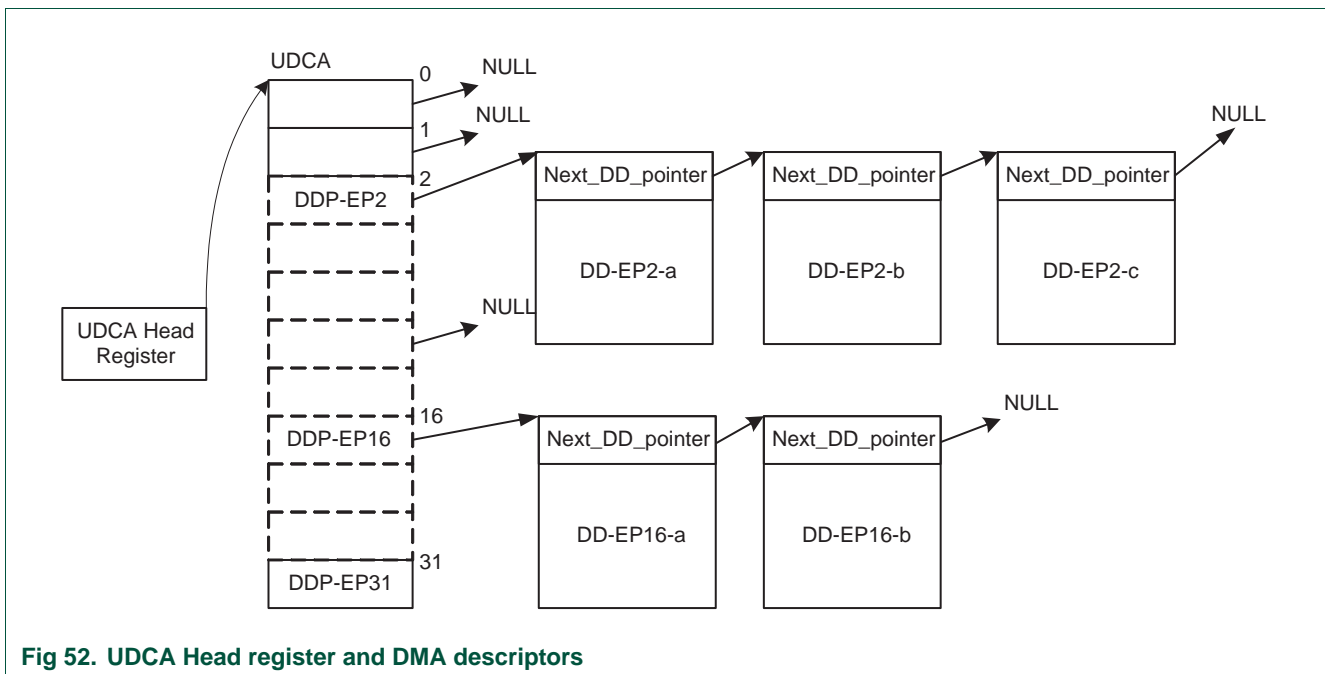 UDCA
0
NULL
1
NULL
NULL
2
DDP-EP2
Next_DD_pointer
Next_DD_pointer
Next_DD_pointer
DD-EP2-a
DD-EP2-b
DD-EP2-c
NULL
UDCA Head
Register
NULL
16
DDP-EP16
Next_DD_pointer
Next_DD_pointer
DD-EP16-a
DD-EP16-b
31
DDP-EP31
Fig 52. UDCA Head register and DMA descriptors